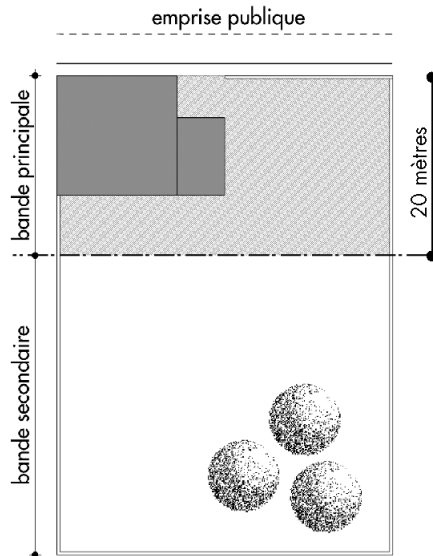 emprise publique
bande principale
20 mètres
bande secondaire